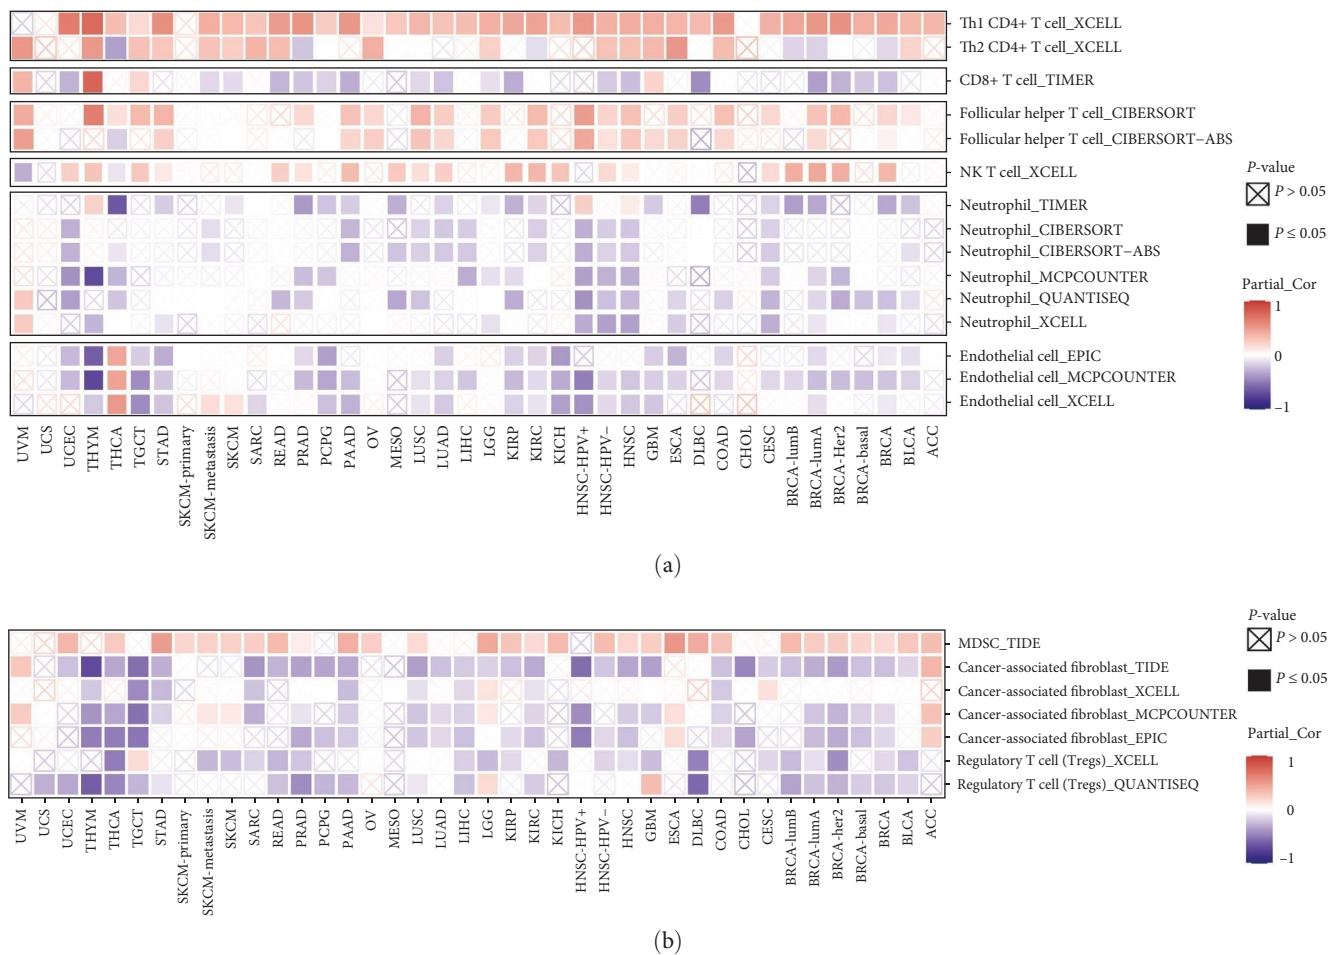 Th1 CD4+ T cell_XCELL
Th2 CD4+ T cell_XCELL
CD8+ T cell_TIMER
Follicular helper T cell_CIBERSORT
Follicular helper T cell_CIBERSORT−ABS
NK T cell_XCELL
Neutrophil_TIMER
Neutrophil_CIBERSORT
Neutrophil_CIBERSORT−ABS
Neutrophil_MCPCOUNTER
Neutrophil_QUANTISEQ
Neutrophil_XCELL
Endothelial cell_EPIC
Endothelial cell_MCPCOUNTER
Endothelial cell_XCELL
P-value
P > 0.05
P ≤ 0.05
Partial_Cor
1
0
−1
UVM
UCS
UCEC
THYM
THCA
TGCT
STAD
SKCM-primary
SKCM-metastasis
SKCM
SARC
READ
PRAD
PCPG
PAAD
OV
MESO
LUSC
LUAD
LIHC
LGG
KIRP
KIRC
KICH
HNSC-HPV+
HNSC-HPV−
HNSC
GBM
ESCA
DLBC
COAD
CHOL
CESC
BRCA-lumB
BRCA-lumA
BRCA-Her2
BRCA-basal
BRCA
BLCA
ACC
(a)
MDSC_TIDE
Cancer-associated fibroblast_TIDE
Cancer-associated fibroblast_XCELL
Cancer-associated fibroblast_MCPCOUNTER
Cancer-associated fibroblast_EPIC
Regulatory T cell (Tregs)_XCELL
Regulatory T cell (Tregs)_QUANTISEQ
P-value
P > 0.05
P ≤ 0.05
Partial_Cor
1
0
−1
UVM
UCS
UCEC
THYM
THCA
TGCT
STAD
SKCM-primary
SKCM-metastasis
SKCM
SARC
READ
PRAD
PCPG
PAAD
OV
MESO
LUSC
LUAD
LIHC
LGG
KIRP
KIRC
KICH
HNSC-HPV+
HNSC-HPV−
HNSC
GBM
ESCA
DLBC
COAD
CHOL
CESC
BRCA-lumB
BRCA-lumA
BRCA-her2
BRCA-basal
BRCA
BLCA
ACC
(b)